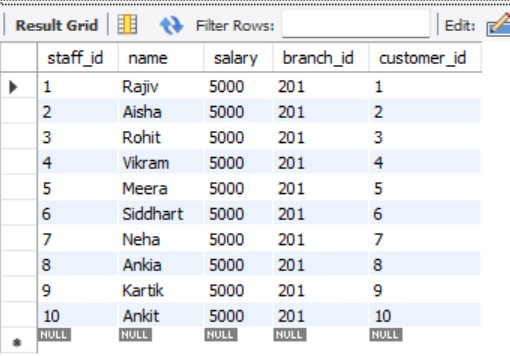 Result Grid Filter Rows: Edit:
staff_id name salary branch_id customer_id
1 Rajiv 5000 201 1
2 Aisha 5000 201 2
3 Rohit 5000 201 3
4 Vikram 5000 201 4
5 Meera 5000 201 5
6 Siddhart 5000 201 6
7 Neha 5000 201 7
8 Ankia 5000 201 8
9 Kartik 5000 201 9
10 Ankit 5000 201 10
NULL NULL NULL NULL NULL